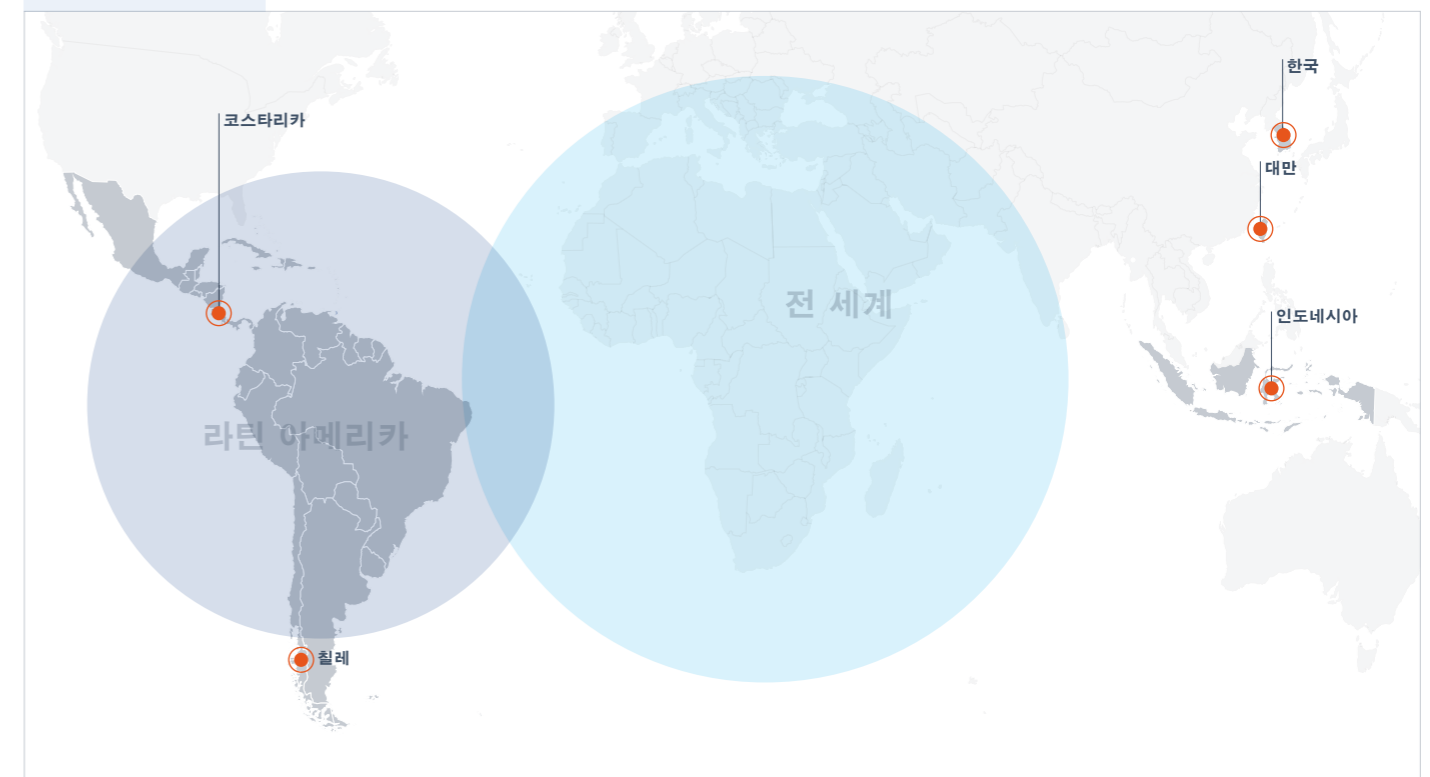 한국
코스타리카
대만
전 세계
인도네시아
라틴 아메리카
칠레